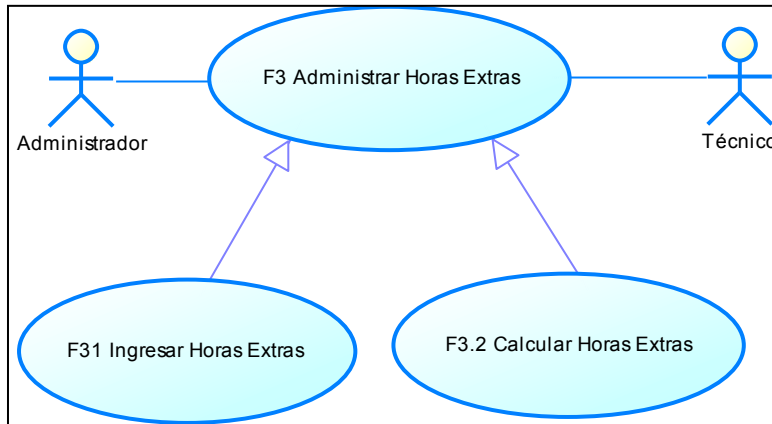 F3 Administrar Horas Extras
Administrador
Técnico
F31 Ingresar Horas Extras
F3.2 Calcular Horas Extras